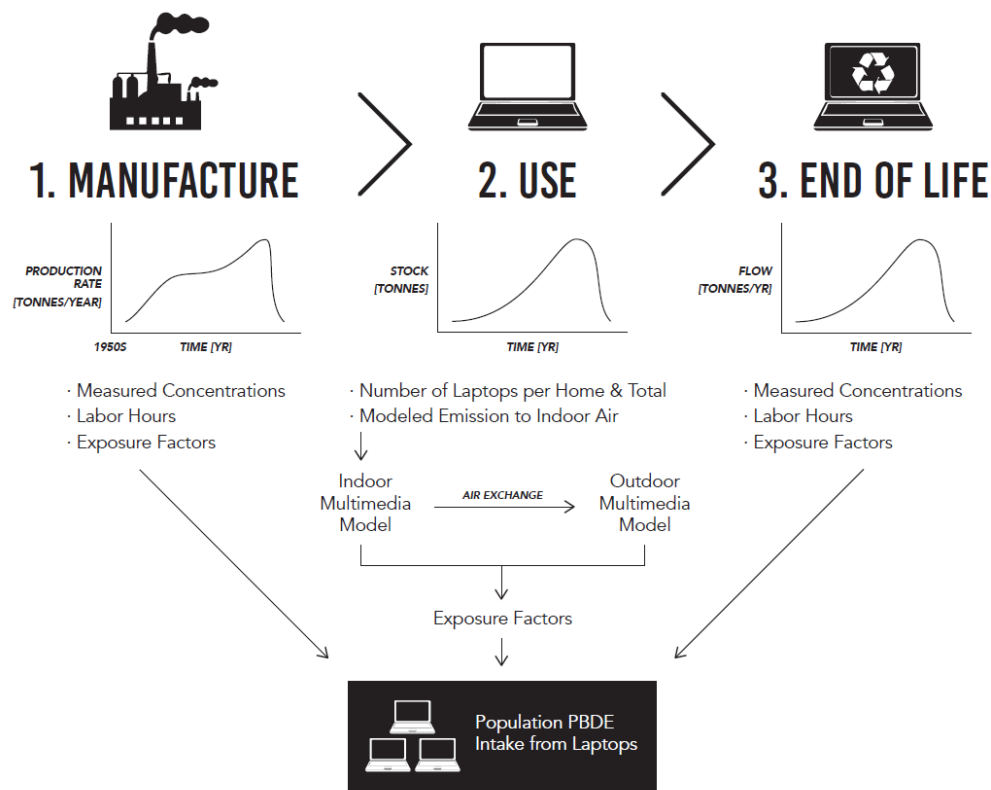 1. MANUFACTURE
2. USE
3. END OF LIFE
PRODUCTION
RATE
[TONNES/YEAR]
1950S
TIME [YR]
STOCK
[TONNES]
TIME [YR]
FLOW
[TONNES/YR]
TIME [YR]
· Measured Concentrations
· Labor Hours
· Exposure Factors
· Number of Laptops per Home & Total
· Modeled Emission to Indoor Air
· Measured Concentrations
· Labor Hours
· Exposure Factors
Indoor
Multimedia
Model
AIR EXCHANGE
Outdoor
Multimedia
Model
Exposure Factors
Population PBDE
Intake from Laptops